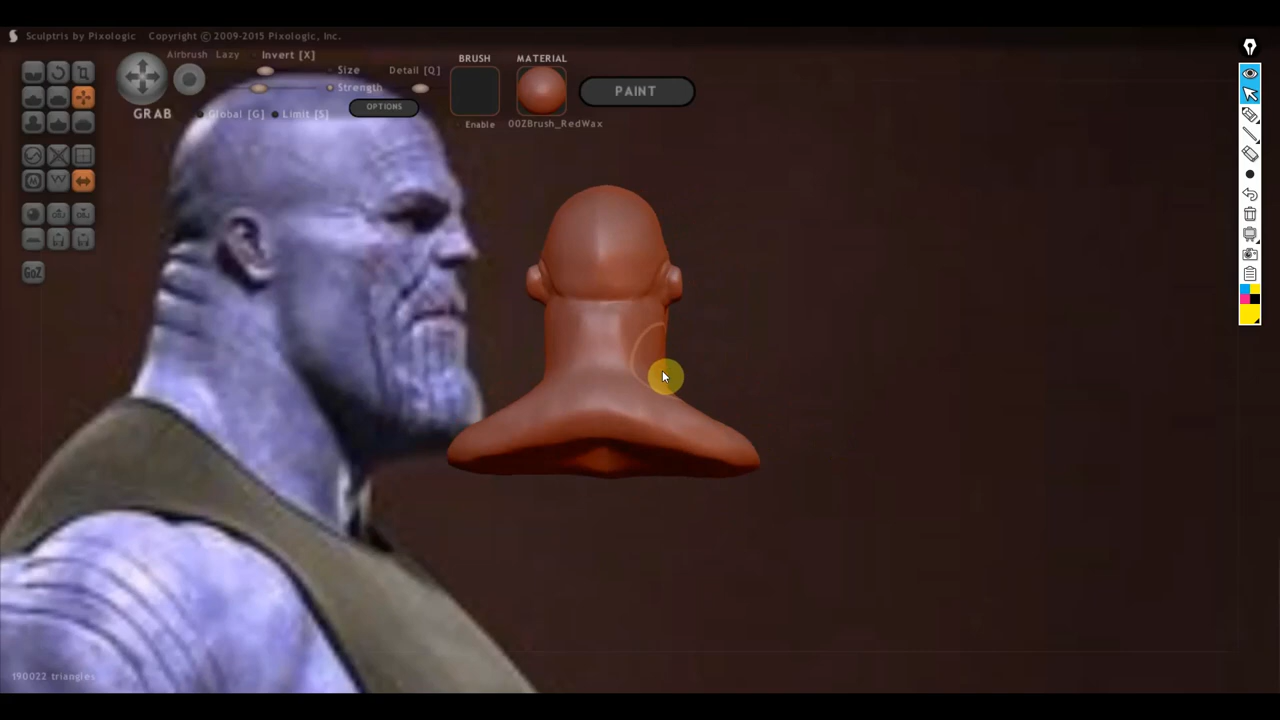 Sculptris by Pixologic Copyright © 2009-2015 Pixologic, Inc.
Airbrush Lazy Invert [X]
Size Detail [Q]
Strength
GRAB
Global [G] Limit [S]
OPTIONS
BRUSH
Enable
MATERIAL
00ZBrush_RedWax
PAINT
GoZ
190022 triangles